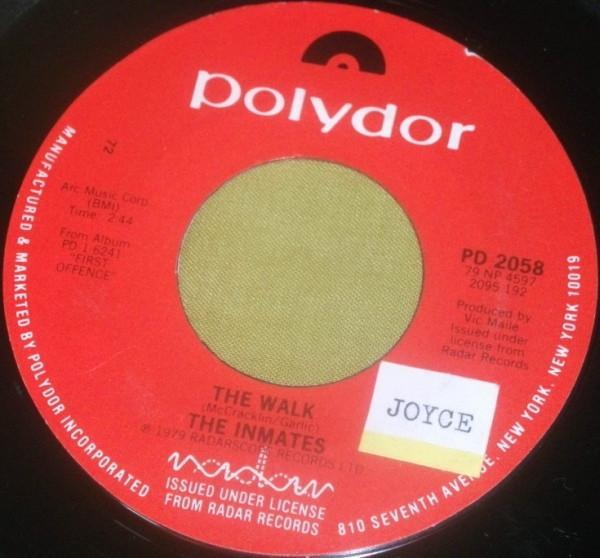 polydor
72
Arc Music Corp.
(BMI)
Time: 2:44
From Album
PD-1-6241
"FIRST
OFFENCE"
PD 2058
79 NP 4597
2095 192
Produced by
Vic Maile
Issued under
license from
Radar Records
THE WALK
(McCracklin/Garlic)
THE INMATES
℗ 1979 RADARSCOPE RECORDS LTD
JOYCE
ISSUED UNDER LICENSE
FROM RADAR RECORDS
MANUFACTURED & MARKETED BY POLYDOR INCORPORATED
810 SEVENTH AVENUE, NEW YORK, NEW YORK 10019